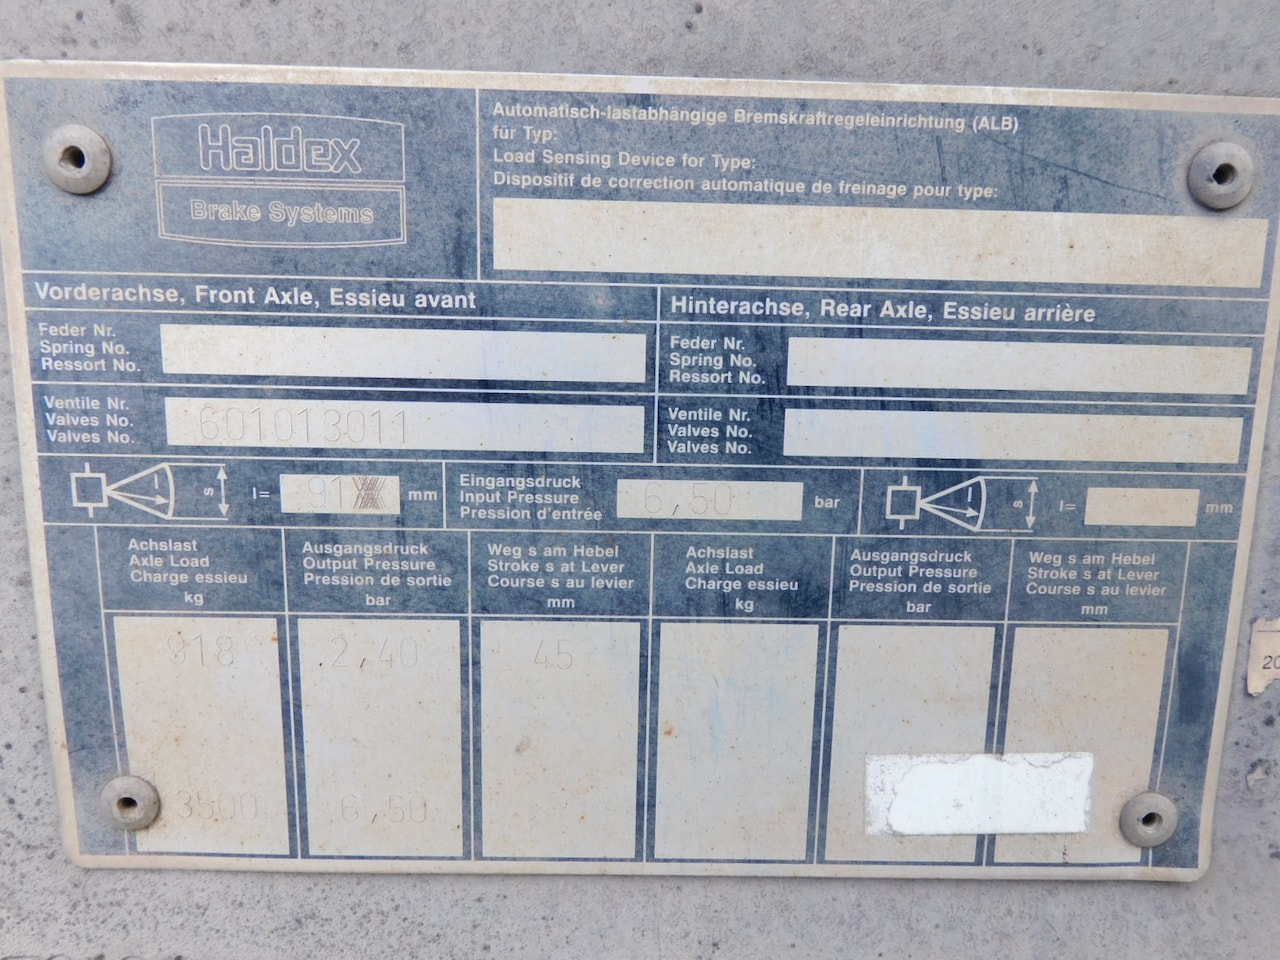 Haldex
Brake Systems
Automatisch-lastabhängige Bremskraftregeleinrichtung (ALB)
für Typ:
Load Sensing Device for Type:
Dispositif de correction automatique de freinage pour type:
Vorderachse, Front Axle, Essieu avant
Feder Nr.
Spring No.
Ressort No.
Ventile Nr.
Valves No.
Valves No.
601013011
Hinterachse, Rear Axle, Essieu arrière
Feder Nr.
Spring No.
Ressort No.
Ventile Nr.
Valves No.
Valves No.
s l= 91 mm
Eingangsdruck
Input Pressure
Pression d'entrée
6,50 bar
s l= mm
Achslast
Axle Load
Charge essieu
kg
Ausgangsdruck
Output Pressure
Pression de sortie
bar
Weg s am Hebel
Stroke s at Lever
Course s au levier
mm
Achslast
Axle Load
Charge essieu
kg
Ausgangsdruck
Output Pressure
Pression de sortie
bar
Weg s am Hebel
Stroke s at Lever
Course s au levier
mm
918 2,40 45
3500 6,50
20